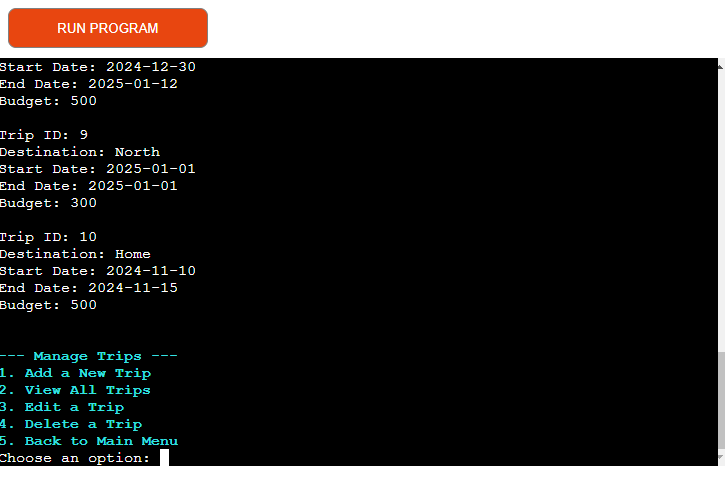 RUN PROGRAM
Start Date: 2024-12-30
End Date: 2025-01-12
Budget: 500
Trip ID: 9
Destination: North
Start Date: 2025-01-01
End Date: 2025-01-01
Budget: 300
Trip ID: 10
Destination: Home
Start Date: 2024-11-10
End Date: 2024-11-15
Budget: 500
--- Manage Trips ---
1. Add a New Trip
2. View All Trips
3. Edit a Trip
4. Delete a Trip
5. Back to Main Menu
Choose an option: